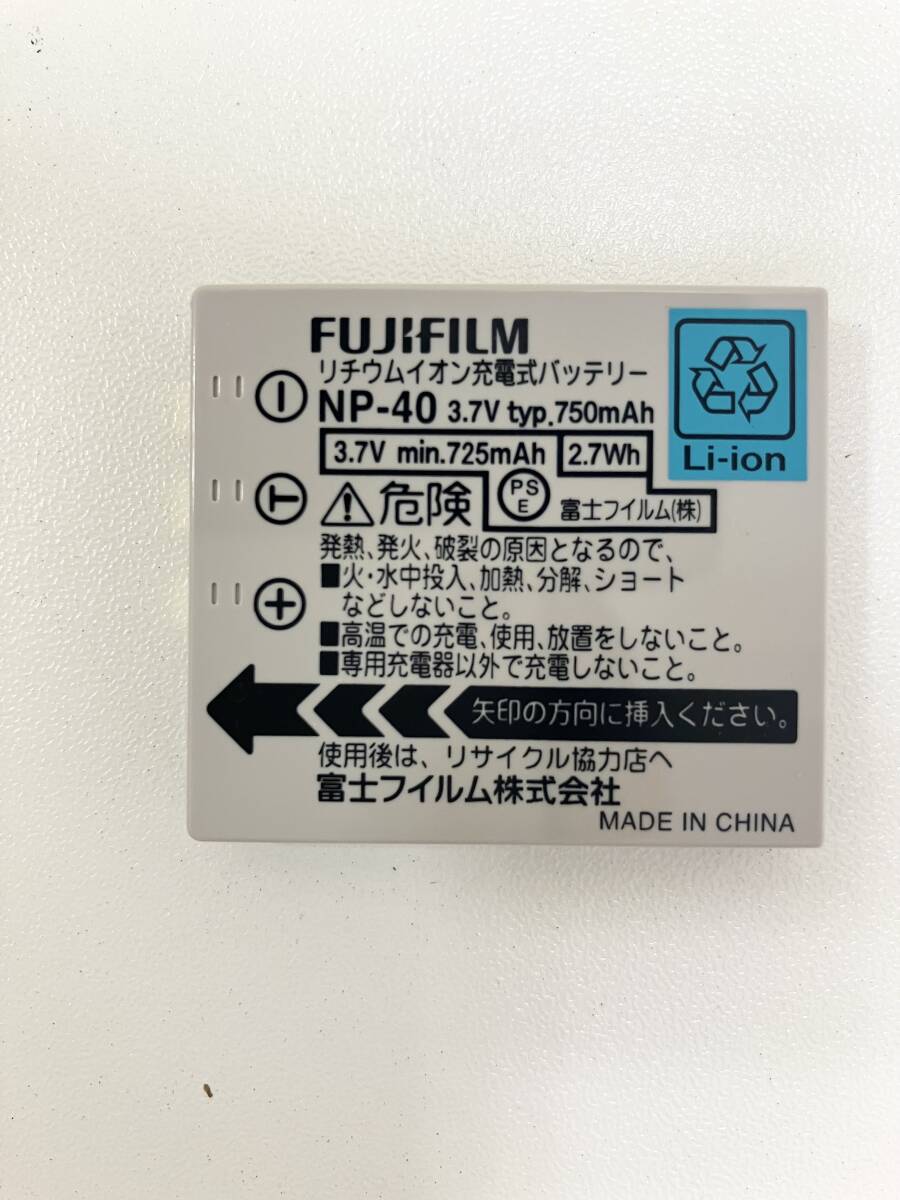 FUJIFILM
リチウムイオン充電式バッテリー
NP-40 3.7V typ.750mAh
3.7V min.725mAh 2.7Wh
Li-ion
T
危険
PS
E
富士フイルム(株)
発熱、発火、破裂の原因となるので、
■火・水中投入、加熱、分解、ショート
などしないこと。
■高温での充電、使用、放置をしないこと。
■専用充電器以外で充電しないこと。
矢印の方向に挿入ください。
使用後は、リサイクル協力店へ
富士フイルム株式会社
MADE IN CHINA